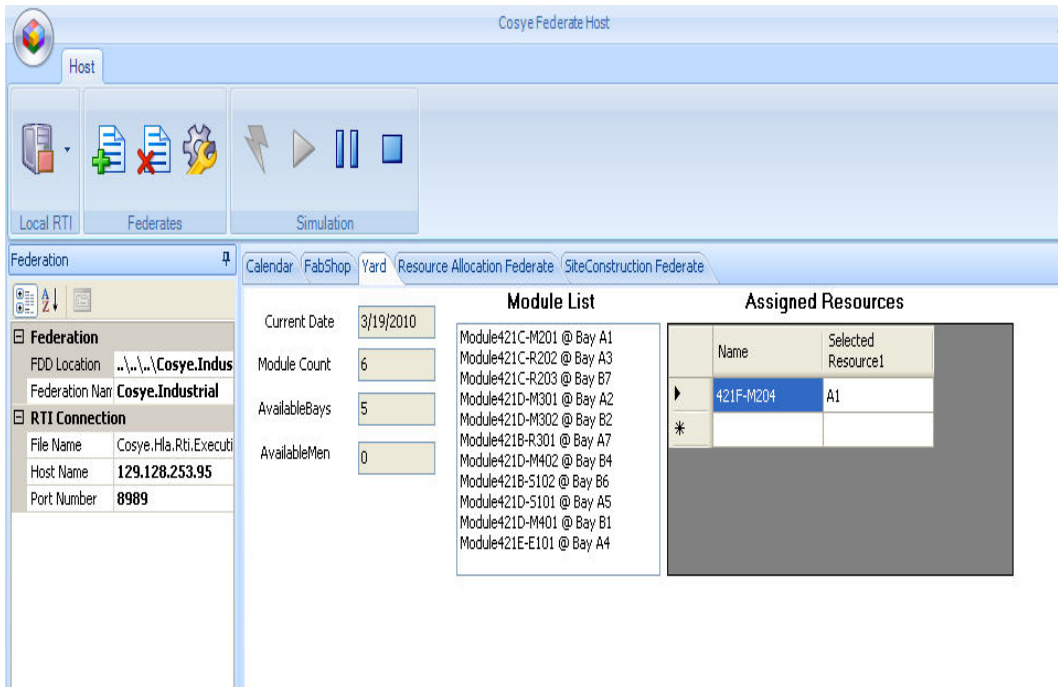 Cosye Federate Host
Host
Local RTI
Federates
Simulation
Federation
Calendar FabShop Yard Resource Allocation Federate SiteConstruction Federate
Federation
FDD Location ..\..\..\Cosye.Indus
Federation Nar Cosye.Industrial
RTI Connection
File Name Cosye.Hla.Rti.Executi
Host Name 129.128.253.95
Port Number 8989
Current Date 3/19/2010
Module Count 6
AvailableBays 5
AvailableMen 0
Module List
Module421C-M201 @ Bay A1
Module421C-R202 @ Bay A3
Module421C-R203 @ Bay B7
Module421D-M301 @ Bay A2
Module421D-M302 @ Bay B2
Module421B-R301 @ Bay A7
Module421D-M402 @ Bay B4
Module421B-S102 @ Bay B6
Module421D-S101 @ Bay A5
Module421D-M401 @ Bay B1
Module421E-E101 @ Bay A4
Assigned Resources
Name Selected
Resource1
421F-M204 A1